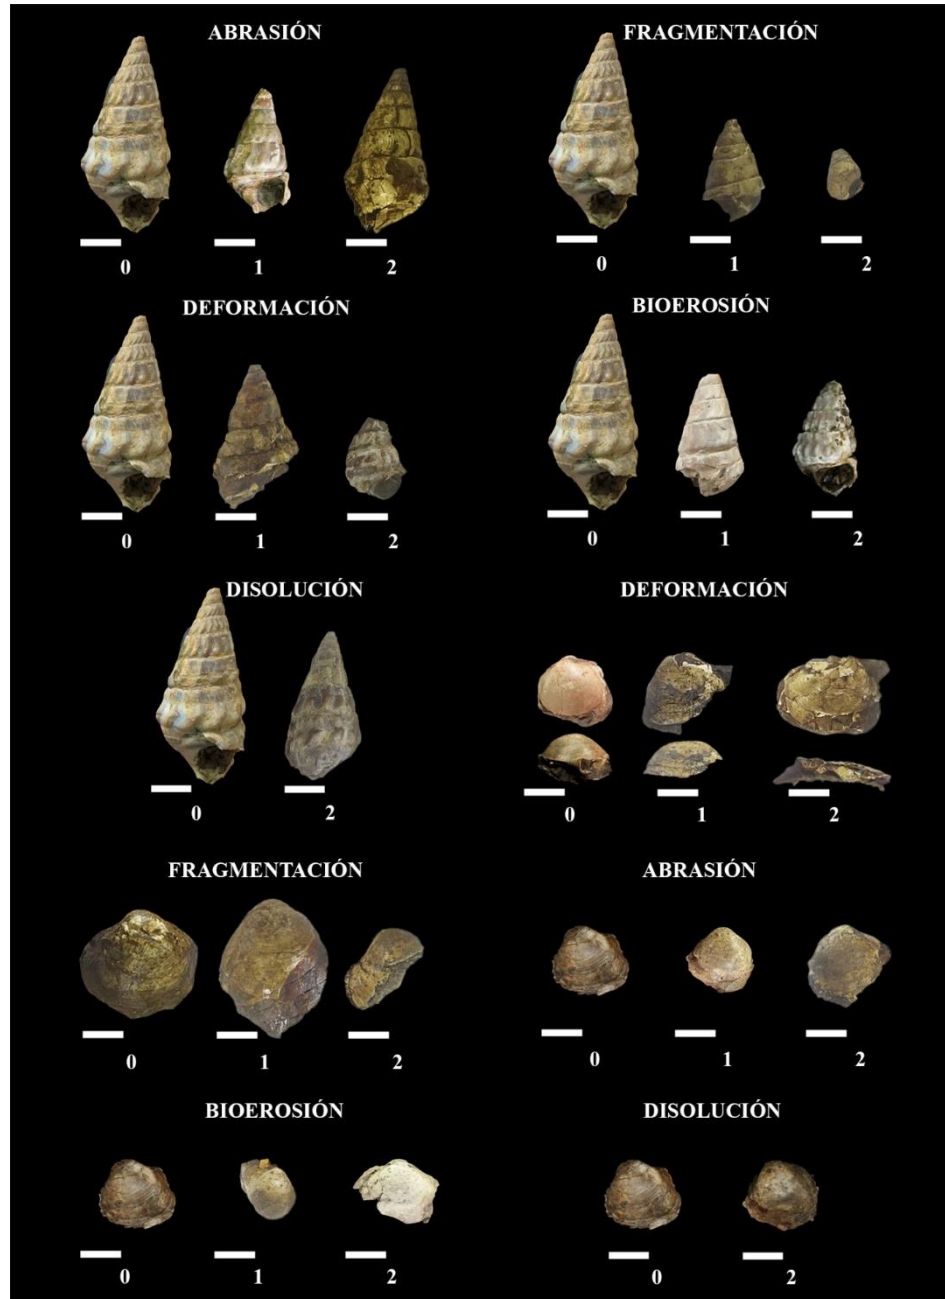 ABRASIÓN
0 1 2
FRAGMENTACIÓN
0 1 2
DEFORMACIÓN
0 1 2
BIOEROSIÓN
0 1 2
DISOLUCIÓN
0 2
DEFORMACIÓN
0 1 2
FRAGMENTACIÓN
0 1 2
ABRASIÓN
0 1 2
BIOEROSIÓN
0 1 2
DISOLUCIÓN
0 2